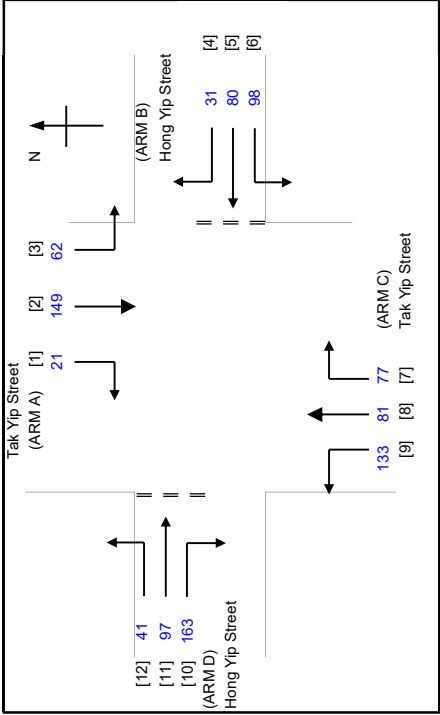 Tak Yip Street
(ARM A)
[1] [2] [3]
21 149 62
N
(ARM B)
Hong Yip Street
31 [4]
80 [5]
98 [6]
[12] 41
[11] 97
[10] 163
(ARM D)
Hong Yip Street
133 81 77
[9] [8] [7]
(ARM C)
Tak Yip Street